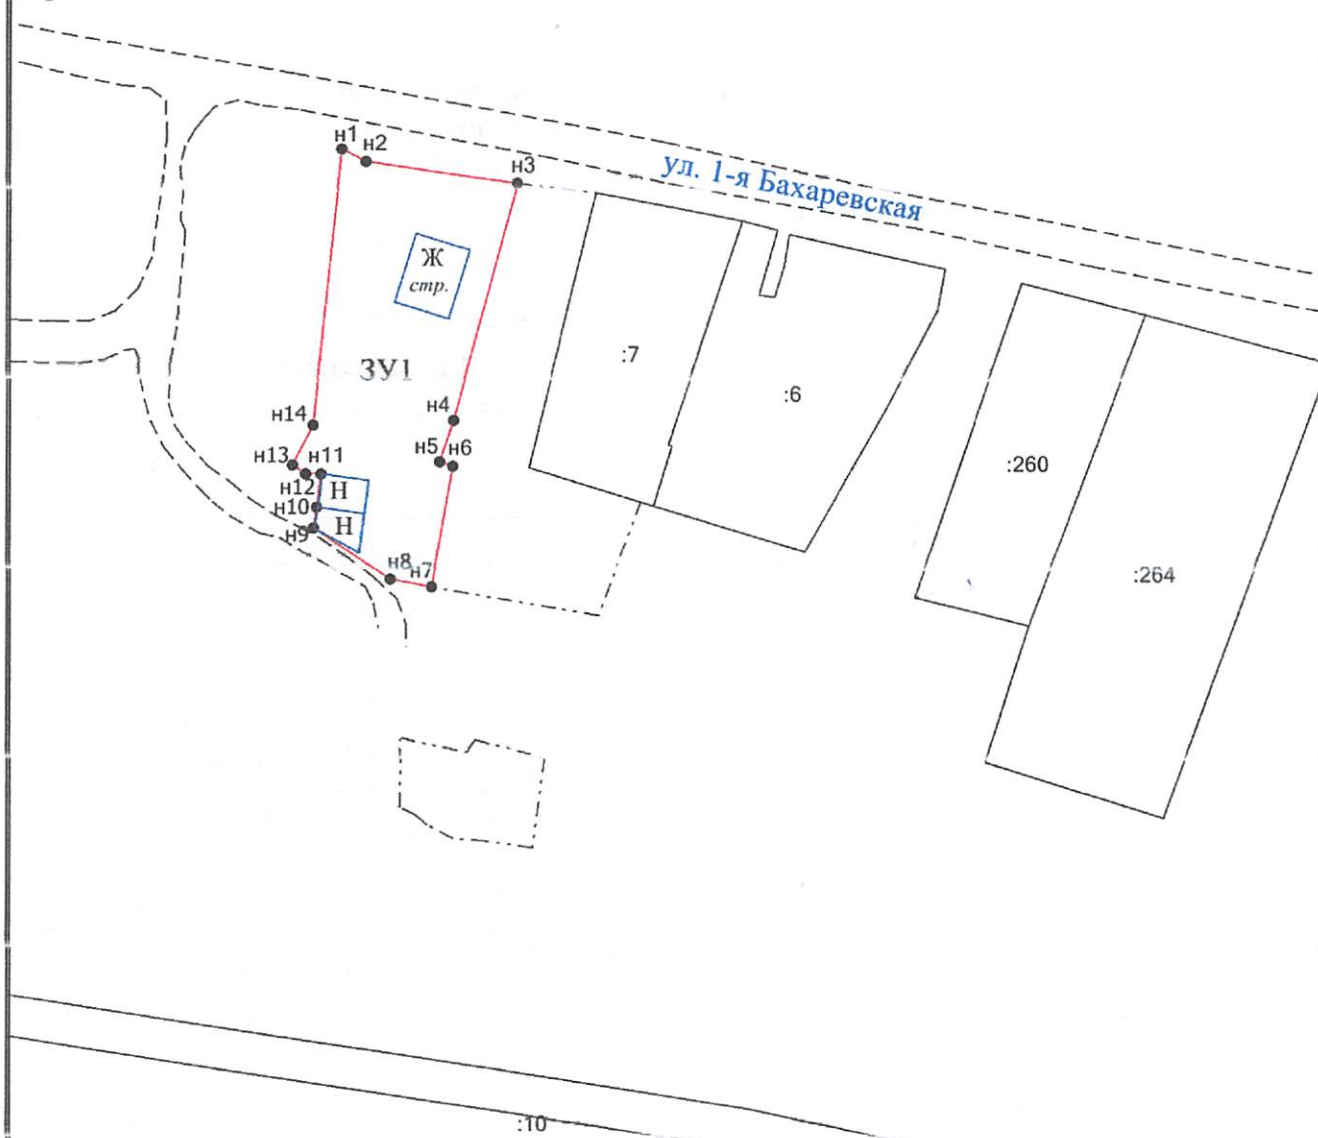 н1
н2
н3
ул. 1-я Бахаревская
Ж
стр.
:7
ЗУ1
:6
н4
н14
н5
н6
н13
н11
:260
н12
Н
н10
Н
н9
н8
н7
:264
:10